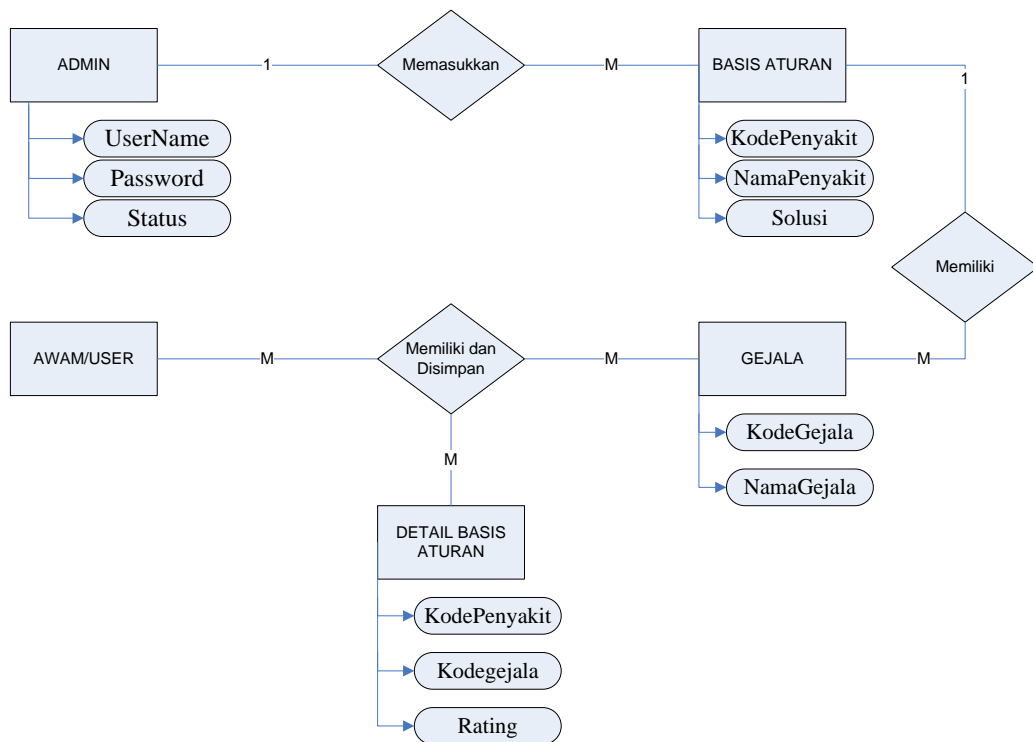 ADMIN
1
Memasukkan
M
BASIS ATURAN
1
UserName
Password
Status
KodePenyakit
NamaPenyakit
Solusi
Memiliki
AWAM/USER
M
Memiliki dan
Disimpan
M
GEJALA
M
KodeGejala
NamaGejala
M
DETAIL BASIS
ATURAN
KodePenyakit
Kodegejala
Rating